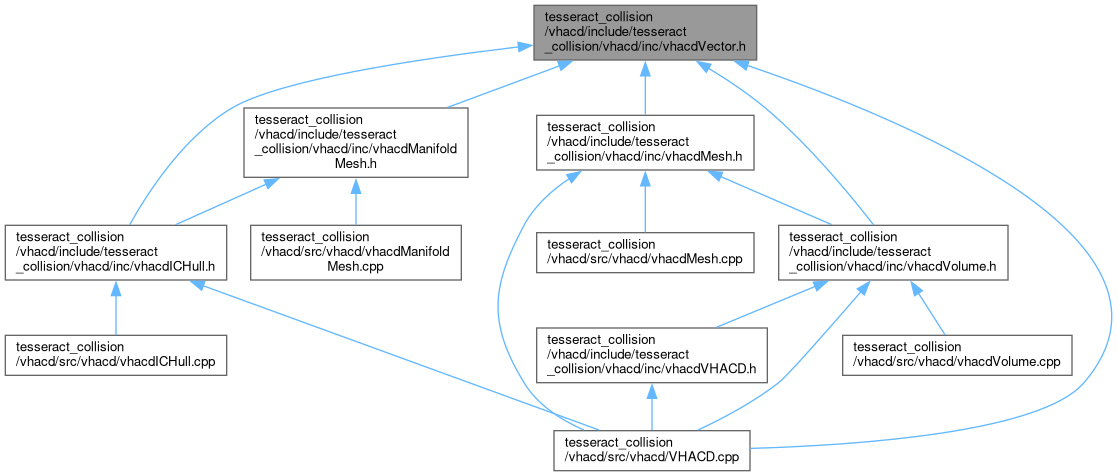 tesseract_collision
/vhacd/include/tesseract
_collision/vhacd/inc/vhacdVector.h
tesseract_collision
/vhacd/include/tesseract
_collision/vhacd/inc/vhacdManifold
Mesh.h
tesseract_collision
/vhacd/include/tesseract
_collision/vhacd/inc/vhacdMesh.h
tesseract_collision
/vhacd/include/tesseract
_collision/vhacd/inc/vhacdICHull.h
tesseract_collision
/vhacd/src/vhacd/vhacdManifold
Mesh.cpp
tesseract_collision
/vhacd/src/vhacd/vhacdMesh.cpp
tesseract_collision
/vhacd/include/tesseract
_collision/vhacd/inc/vhacdVolume.h
tesseract_collision
/vhacd/src/vhacd/vhacdICHull.cpp
tesseract_collision
/vhacd/include/tesseract
_collision/vhacd/inc/vhacdVHACD.h
tesseract_collision
/vhacd/src/vhacd/vhacdVolume.cpp
tesseract_collision
/vhacd/src/vhacd/VHACD.cpp